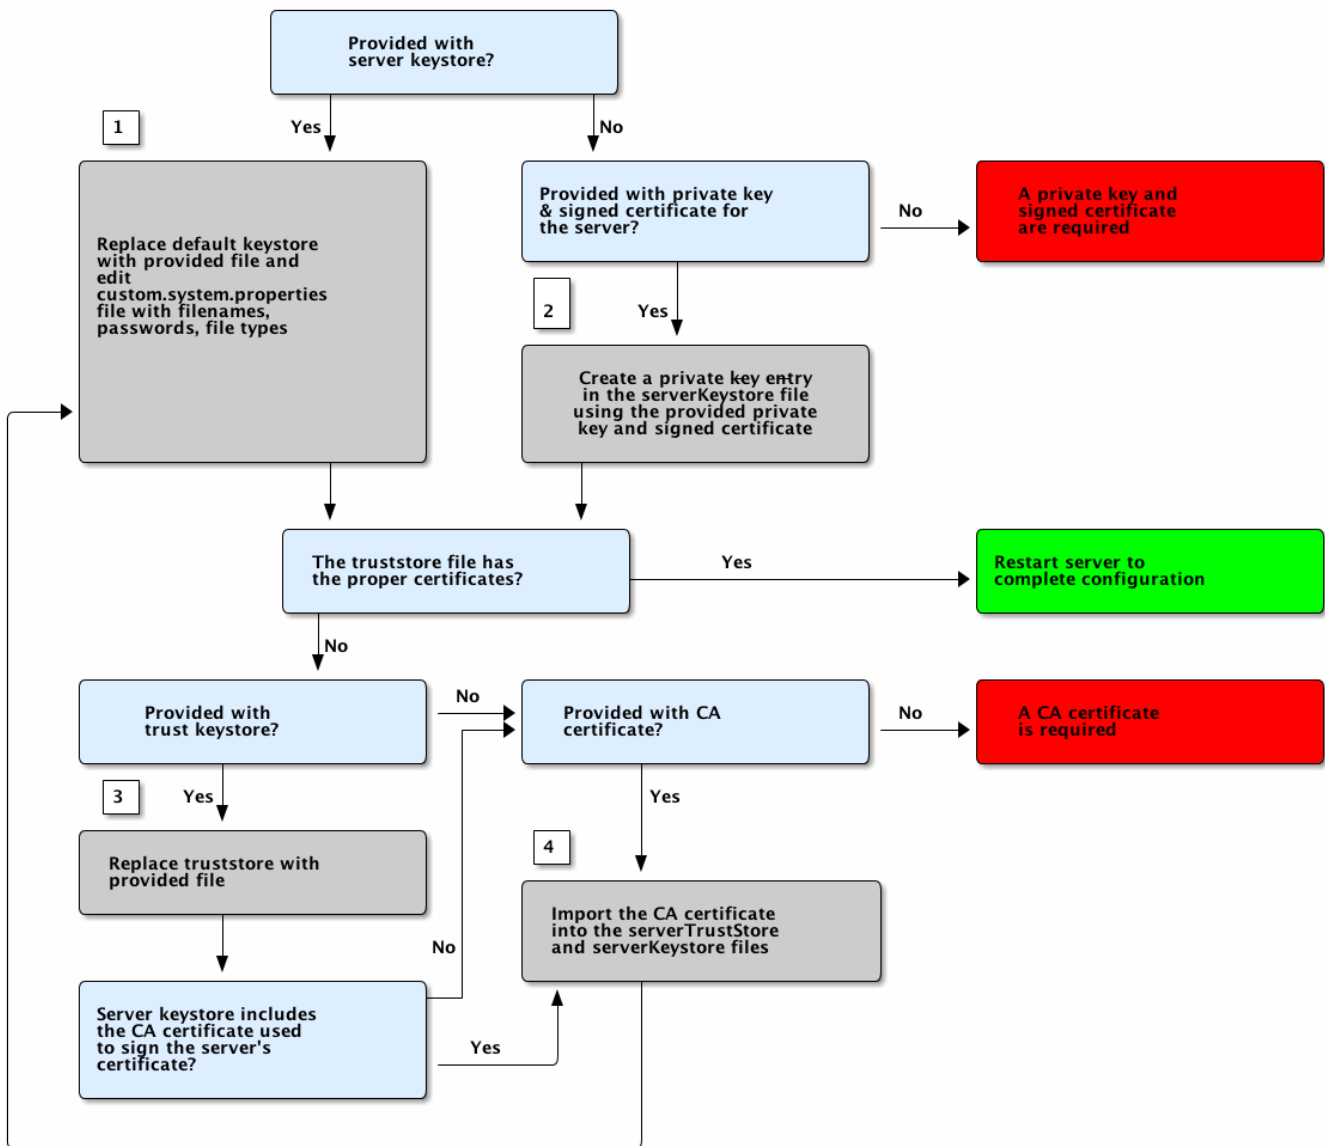 Provided with
server keystore?
1
Yes
No
Replace default keystore
with provided file and
edit
custom.system.properties
file with filenames,
passwords, file types
Provided with private key
& signed certificate for
the server?
No
A private key and
signed certificate
are required
2
Yes
Create a private key entry
in the serverKeystore file
using the provided private
key and signed certificate
The truststore file has
the proper certificates?
Yes
Restart server to
complete configuration
No
Provided with
trust keystore?
No
Provided with CA
certificate?
No
A CA certificate
is required
3
Yes
Yes
Replace truststore with
provided file
4
Import the CA certificate
into the serverTrustStore
and serverKeystore files
No
Server keystore includes
the CA certificate used
to sign the server's
certificate?
Yes